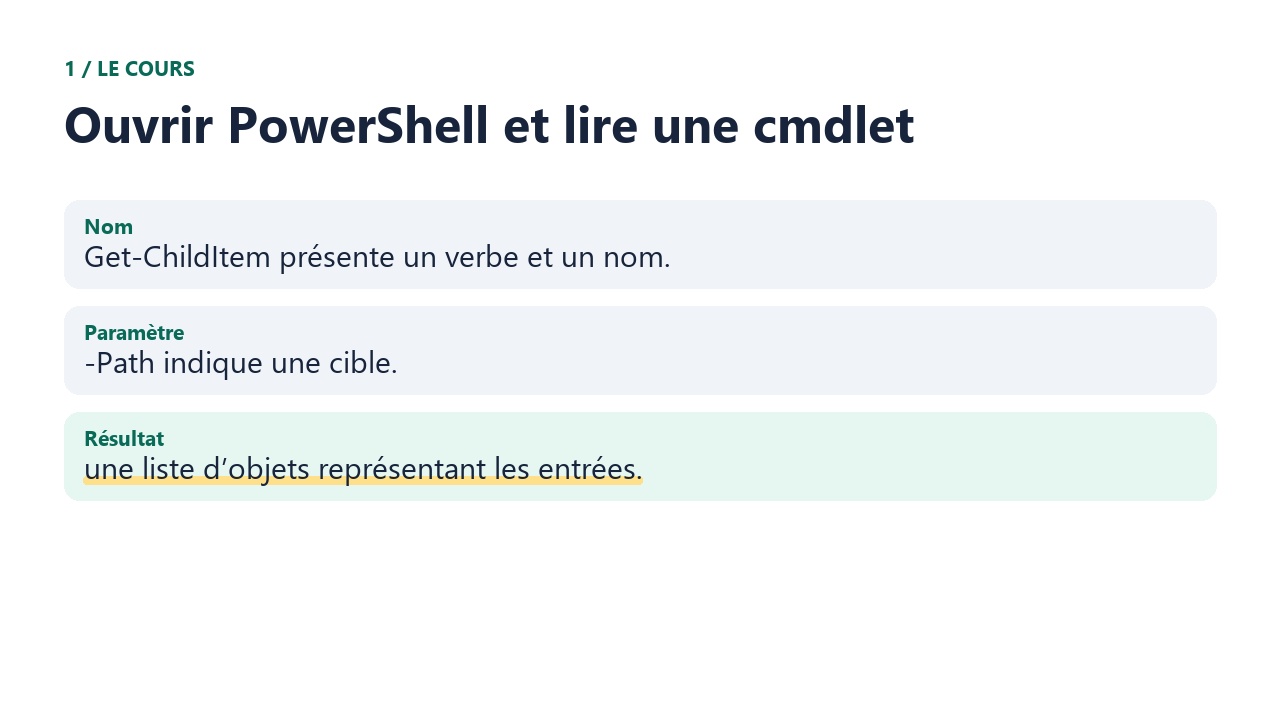 1 / LE COURS
Ouvrir PowerShell et lire une cmdlet
Nom
Get-ChildItem présente un verbe et un nom.
Paramètre
-Path indique une cible.
Résultat
une liste d’objets représentant les entrées.